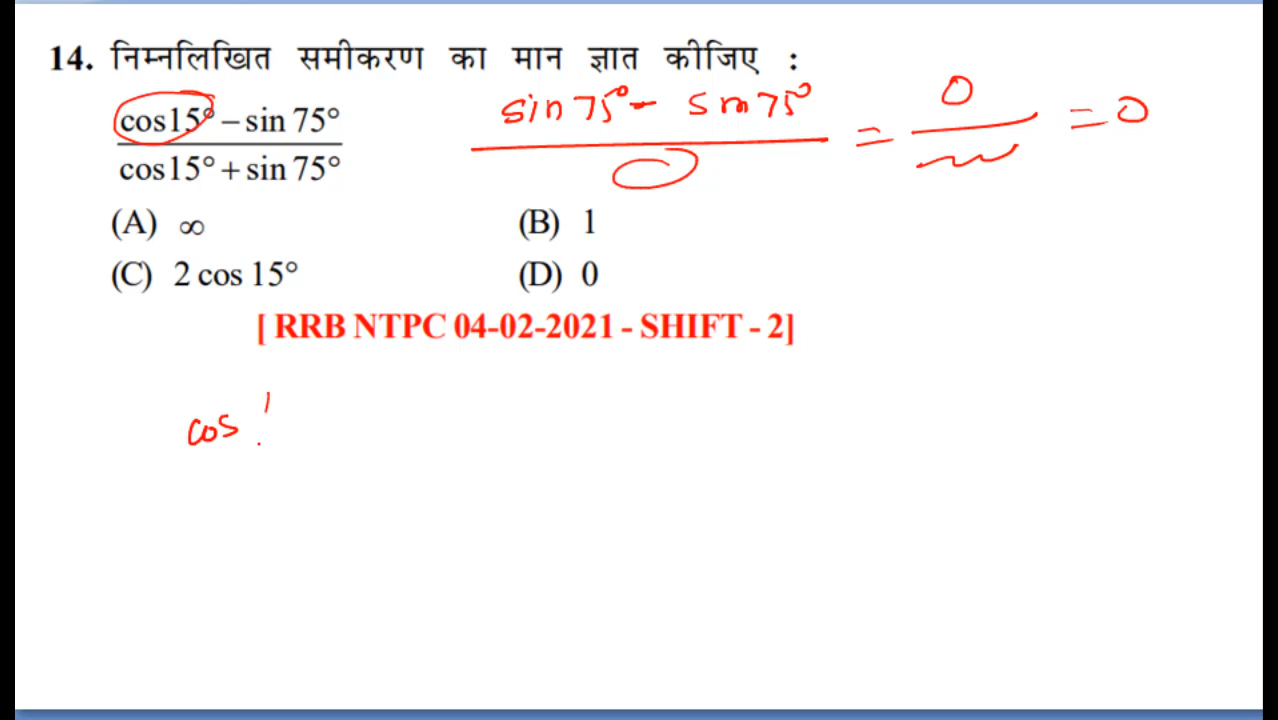 14. निम्नलिखित समीकरण का मान ज्ञात कीजिए :
cos15° – sin 75°
cos15° + sin 75°
sin 75° – sin 75°
= 0 = 0
(A) ∞ (B) 1
(C) 2 cos 15° (D) 0
[ RRB NTPC 04-02-2021 - SHIFT - 2]
cos